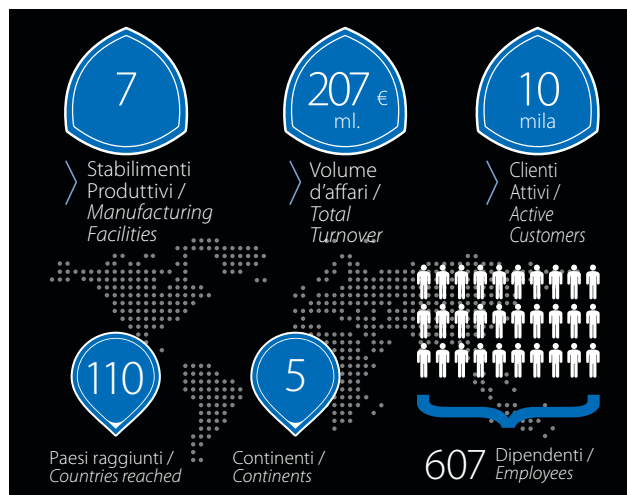 7
Stabilimenti
Produttivi /
Manufacturing
Facilities
207 €
ml.
Volume
d'affari /
Total
Turnover
10
mila
Clienti
Attivi /
Active
Customers
110
Paesi raggiunti /
Countries reached
5
Continenti /
Continents
607 Dipendenti /
Employees